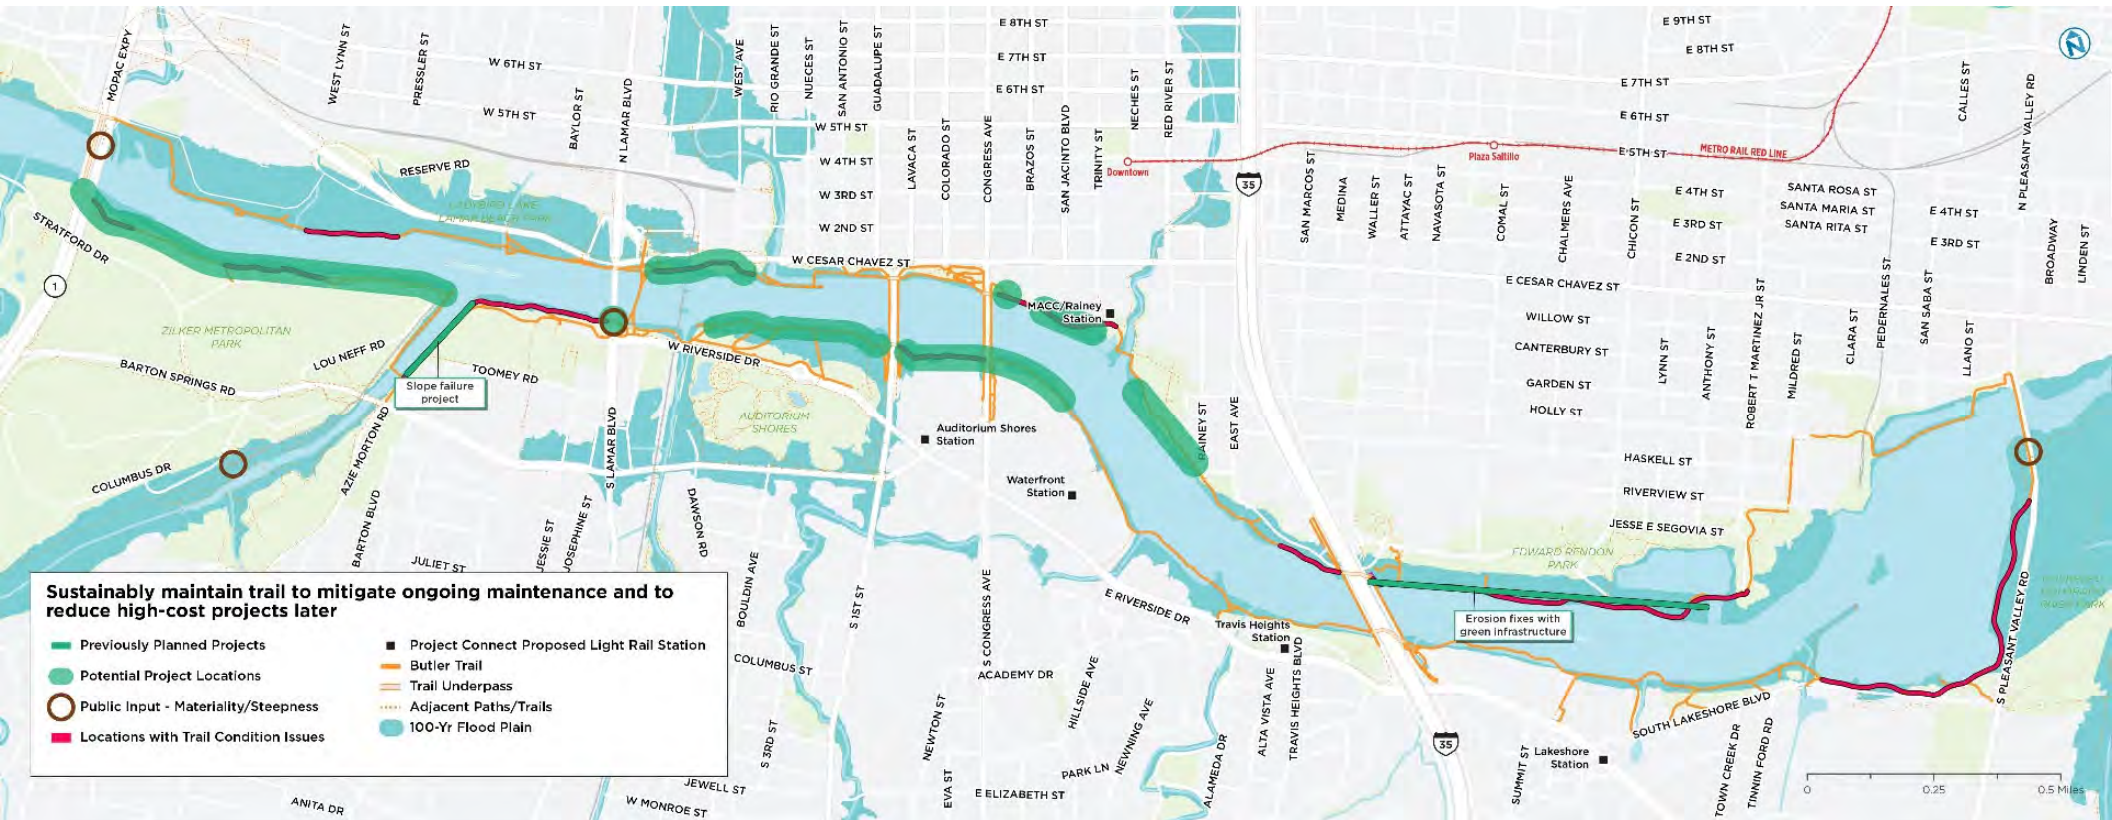 MOPAC EXPY
WEST LYNN ST
PRESSLER ST
W 6TH ST
W 5TH ST
BAYLOR ST
N LAMAR BLVD
WEST AVE
RIO GRANDE ST
NUECES ST
SAN ANTONIO ST
GUADALUPE ST
E 8TH ST
E 7TH ST
E 6TH ST
W 5TH ST
W 4TH ST
W 3RD ST
W 2ND ST
W CESAR CHAVEZ ST
LAVACA ST
COLORADO ST
CONGRESS AVE
BRAZOS ST
SAN JACINTO BLVD
TRINITY ST
NECHES ST
RED RIVER ST
Downtown
35
E 9TH ST
E 8TH ST
E 7TH ST
E 6TH ST
E 5TH ST
METRO RAIL RED LINE
Plaza Saltillo
N
CALLES ST
N PLEASANT VALLEY RD
SAN MARCOS ST
MEDINA
WALLER ST
ATTAYAC ST
NAVASOTA ST
COMAL ST
CHALMERS AVE
CHICON ST
E 4TH ST
E 3RD ST
E 2ND ST
SANTA ROSA ST
SANTA MARIA ST
SANTA RITA ST
E 4TH ST
E 3RD ST
BROADWAY
LINDEN ST
E CESAR CHAVEZ ST
WILLOW ST
CANTERBURY ST
GARDEN ST
HOLLY ST
LYNN ST
ANTHONY ST
ROBERT T MARTINEZ JR ST
MILDRED ST
CLARA ST
PEDERNALES ST
SAN SABA ST
LLANO ST
HASKELL ST
RIVERVIEW ST
JESSE E SEGOVIA ST
EDWARD RENDON
PARK
RESERVE RD
LADYBIRD LAKE
LAMAR BEACH PARK
STRATFORD DR
1
ZILKER METROPOLITAN
PARK
LOU NEFF RD
BARTON SPRINGS RD
TOOMEY RD
Slope failure
project
W RIVERSIDE DR
AUDITORIUM
SHORES
MACC/Rainey
Station
Auditorium Shores
Station
Waterfront
Station
RAINEY ST
EAST AVE
COLUMBUS DR
AZIE MORTON RD
S LAMAR BLVD
BARTON BLVD
JULIET ST
JESSIE ST
JOSEPHINE ST
DAWSON RD
BOULDIN AVE
S 1ST ST
S CONGRESS AVE
E RIVERSIDE DR
Travis Heights
Station
Erosion fixes with
green infrastructure
S PLEASANT VALLEY RD
COLUMBUS ST
ACADEMY DR
HILLSIDE AVE
NEWNING AVE
ALTA VISTA AVE
TRAVIS HEIGHTS BLVD
SOUTH LAKESHORE BLVD
S 3RD ST
NEWTON ST
EVA ST
PARK LN
E ELIZABETH ST
ALAMEDA DR
35
SUMMIT ST
Lakeshore
Station
TOWN CREEK DR
TINNIN FORD RD
JEWELL ST
W MONROE ST
ANITA DR
Sustainably maintain trail to mitigate ongoing maintenance and to
reduce high-cost projects later
Previously Planned Projects
Potential Project Locations
Public Input - Materiality/Steepness
Locations with Trail Condition Issues
Project Connect Proposed Light Rail Station
Butler Trail
Trail Underpass
Adjacent Paths/Trails
100-Yr Flood Plain
0 0.25 0.5 Miles